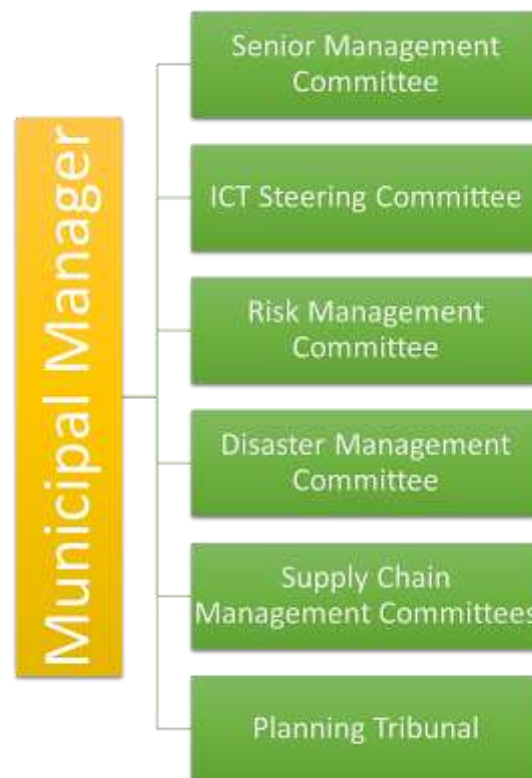 Municipal Manager
Senior Management
Committee
ICT Steering Committee
Risk Management
Committee
Disaster Management
Committee
Supply Chain
Management Committees
Planning Tribunal